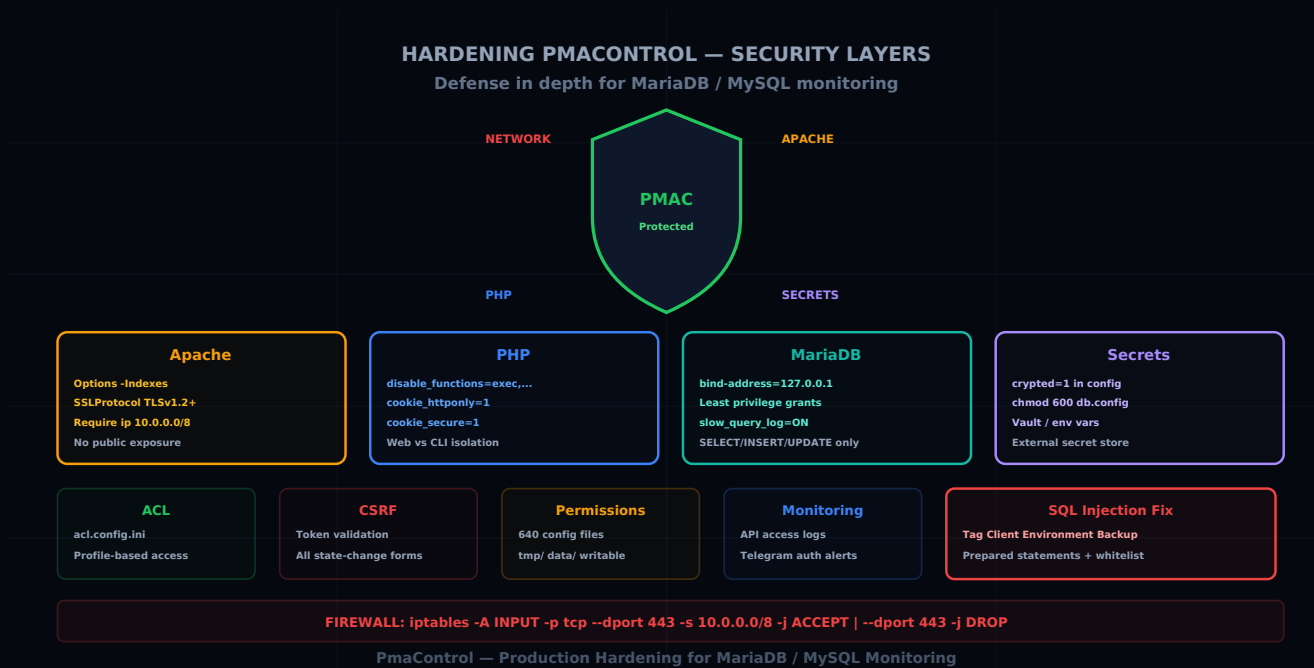 HARDENING PMACONTROL — SECURITY LAYERS
Defense in depth for MariaDB / MySQL monitoring
NETWORK
APACHE
PMAC
Protected
PHP
SECRETS
Apache
Options -Indexes
SSLProtocol TLSv1.2+
Require ip 10.0.0.0/8
No public exposure
PHP
disable_functions=exec,...
cookie_httponly=1
cookie_secure=1
Web vs CLI isolation
MariaDB
bind-address=127.0.0.1
Least privilege grants
slow_query_log=ON
SELECT/INSERT/UPDATE only
Secrets
crypted=1 in config
chmod 600 db.config
Vault / env vars
External secret store
ACL
acl.config.ini
Profile-based access
CSRF
Token validation
All state-change forms
Permissions
640 config files
tmp/ data/ writable
Monitoring
API access logs
Telegram auth alerts
SQL Injection Fix
Tag Client Environment Backup
Prepared statements + whitelist
FIREWALL: iptables -A INPUT -p tcp --dport 443 -s 10.0.0.0/8 -j ACCEPT | --dport 443 -j DROP
PmaControl — Production Hardening for MariaDB / MySQL Monitoring